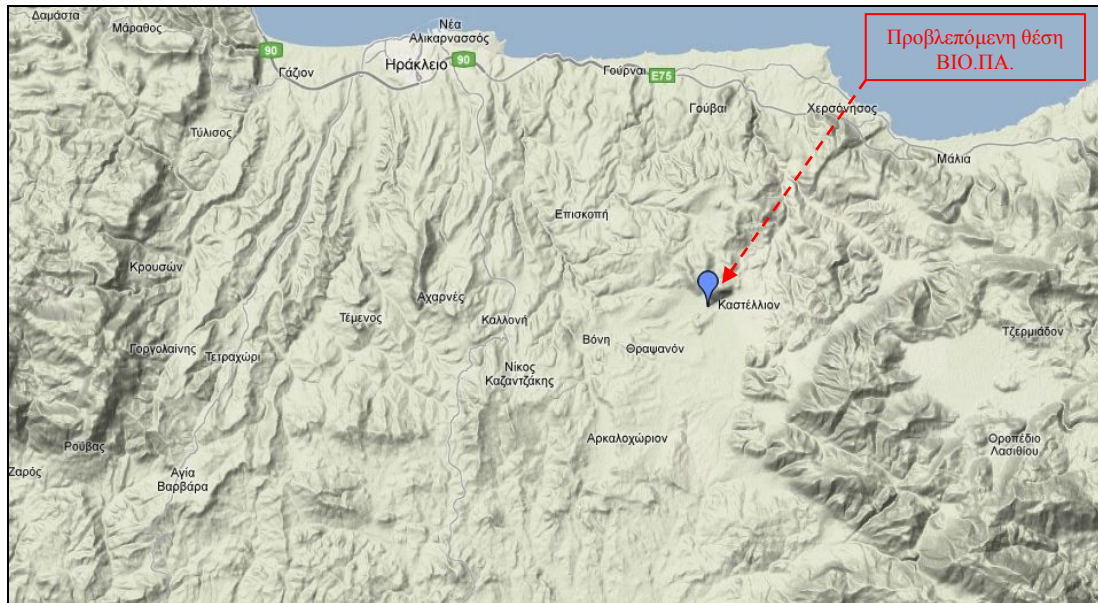 Δαμάστα
Μάραθος
Νέα
Αλικαρνασσός
90
90
Γάζιον
Ηράκλειο
Προβλεπόμενη θέση
ΒΙΟ.ΠΑ.
Γούρναι
E75
Γούβαι
Χερσόνησος
Τύλισος
Μάλια
Επισκοπή
Κρουσών
Αχαρνές
Τέμενος
Καλλονή
Καστέλλιον
Τζερμιάδον
Γοργολαίνης
Τετραχώρι
Βόνη
Θραψανόν
Νίκος
Καζαντζάκης
Ρούβας
Ζαρός
Αγία
Βαρβάρα
Αρκαλοχώριον
Οροπέδιο
Λασιθίου